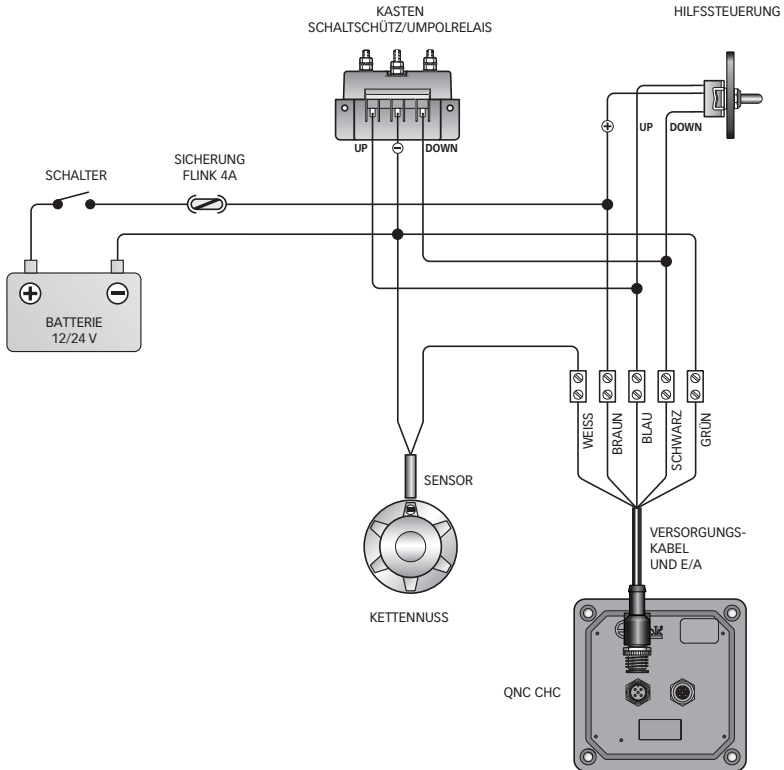 KASTEN
SCHALTSCHÜTZ/UMPOLRELAIS
HILFSSTEUERUNG
UP
DOWN
UP
DOWN
SCHALTER
SICHERUNG
FLINK 4A
BATTERIE
12/24 V
WEISS
BRAUN
BLAU
SCHWARZ
GRÜN
SENSOR
KETTENNUSS
VERSORGUNGS-
KABEL
UND E/A
QNC CHC